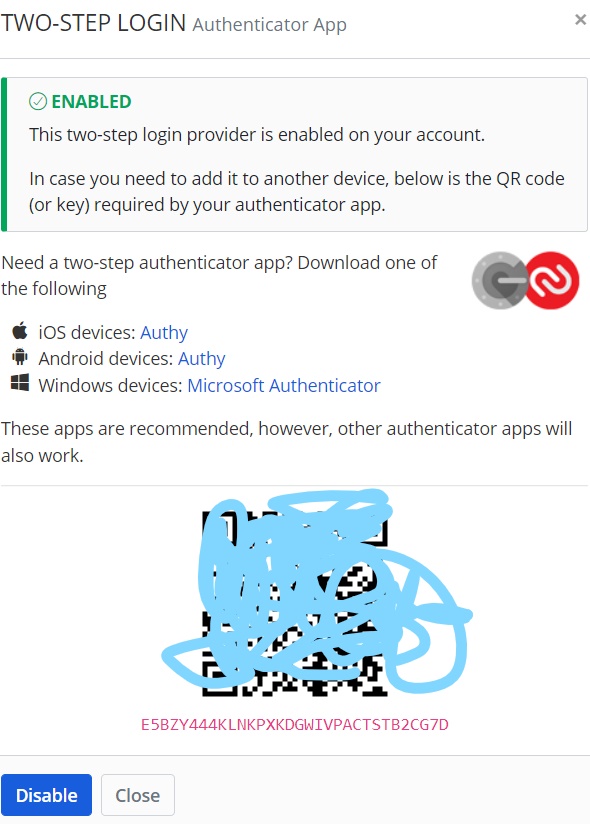 TWO-STEP LOGIN Authenticator App ×
ENABLED
This two-step login provider is enabled on your account.
In case you need to add it to another device, below is the QR code
(or key) required by your authenticator app.
Need a two-step authenticator app? Download one of
the following
iOS devices: Authy
Android devices: Authy
Windows devices: Microsoft Authenticator
These apps are recommended, however, other authenticator apps will
also work.
E5BZY444KLNKPXKDGWIVPACTSTB2CG7D
Disable Close